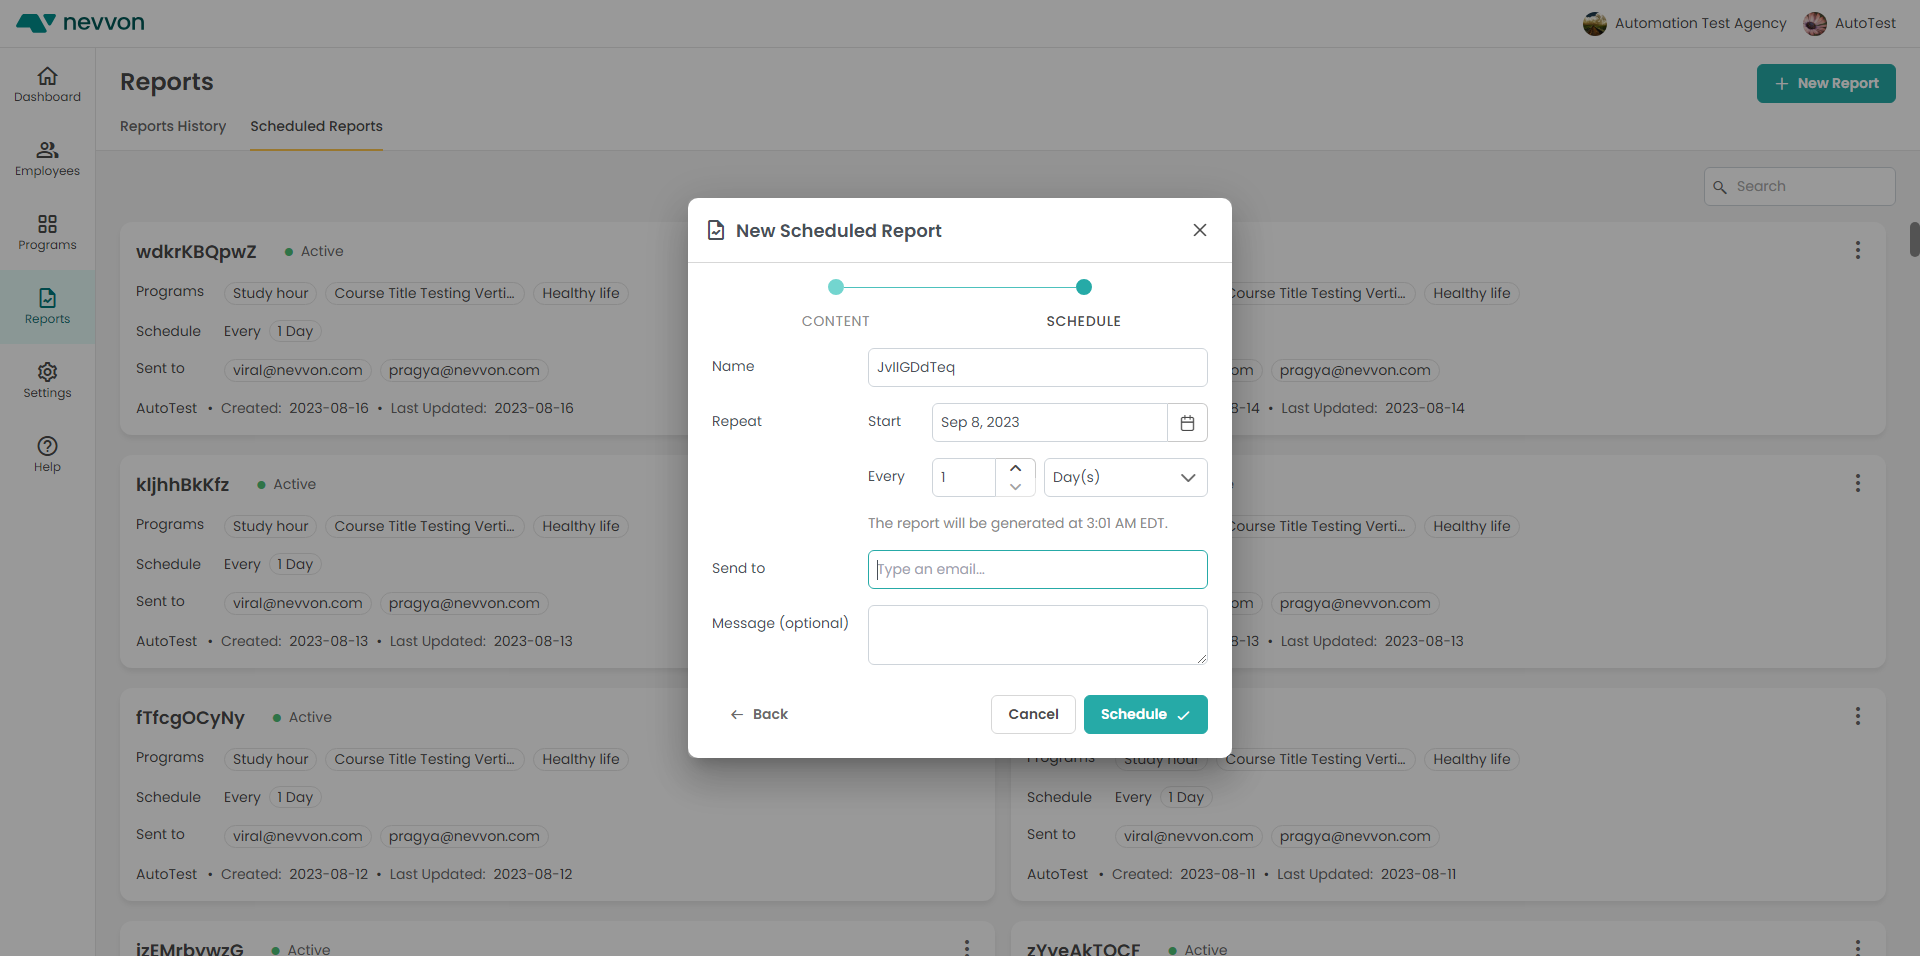 nevvon
Automation Test Agency
AutoTest
Dashboard
Employees
Programs
Reports
Settings
Help
Reports
+ New Report
Reports History
Scheduled Reports
Search
wdkrKBQpwZ
Active
Programs Study hour Course Title Testing Verti... Healthy life
Schedule Every 1 Day
Sent to viral@nevvon.com pragya@nevvon.com
AutoTest • Created: 2023-08-16 • Last Updated: 2023-08-16
Course Title Testing Verti... Healthy life
om pragya@nevvon.com
8-14 • Last Updated: 2023-08-14
kljhhBkKfz
Active
Programs Study hour Course Title Testing Verti... Healthy life
Schedule Every 1 Day
Sent to viral@nevvon.com pragya@nevvon.com
AutoTest • Created: 2023-08-13 • Last Updated: 2023-08-13
Course Title Testing Verti... Healthy life
om pragya@nevvon.com
8-13 • Last Updated: 2023-08-13
fTfcgOCyNy
Active
Programs Study hour Course Title Testing Verti... Healthy life
Schedule Every 1 Day
Sent to viral@nevvon.com pragya@nevvon.com
AutoTest • Created: 2023-08-12 • Last Updated: 2023-08-12
Programs Study hour Course Title Testing Verti... Healthy life
Schedule Every 1 Day
Sent to viral@nevvon.com pragya@nevvon.com
AutoTest • Created: 2023-08-11 • Last Updated: 2023-08-11
Active
Active
New Scheduled Report
CONTENT
SCHEDULE
Name
Repeat
Start Sep 8, 2023
Every 1 Day(s)
The report will be generated at 3:01 AM EDT.
Send to Type an email...
Message (optional)
Back
Cancel
Schedule